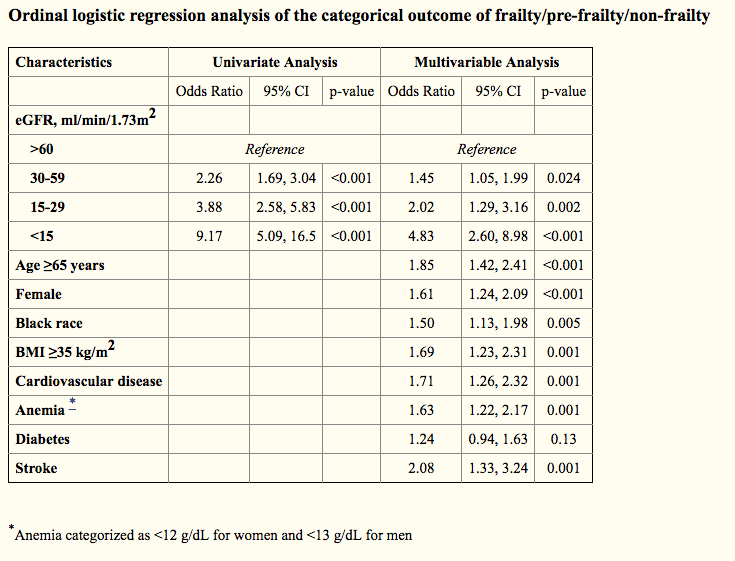 Ordinal logistic regression analysis of the categorical outcome of frailty/pre-frailty/non-frailty
Characteristics Univariate Analysis Multivariable Analysis
Odds Ratio 95% CI p-value Odds Ratio 95% CI p-value
eGFR, ml/min/1.73m2
>60 Reference Reference
30-59 2.26 1.69, 3.04 <0.001 1.45 1.05, 1.99 0.024
15-29 3.88 2.58, 5.83 <0.001 2.02 1.29, 3.16 0.002
<15 9.17 5.09, 16.5 <0.001 4.83 2.60, 8.98 <0.001
Age ≥65 years 1.85 1.42, 2.41 <0.001
Female 1.61 1.24, 2.09 <0.001
Black race 1.50 1.13, 1.98 0.005
BMI ≥35 kg/m2 1.69 1.23, 2.31 0.001
Cardiovascular disease 1.71 1.26, 2.32 0.001
Anemia * 1.63 1.22, 2.17 0.001
Diabetes 1.24 0.94, 1.63 0.13
Stroke 2.08 1.33, 3.24 0.001
*Anemia categorized as <12 g/dL for women and <13 g/dL for men